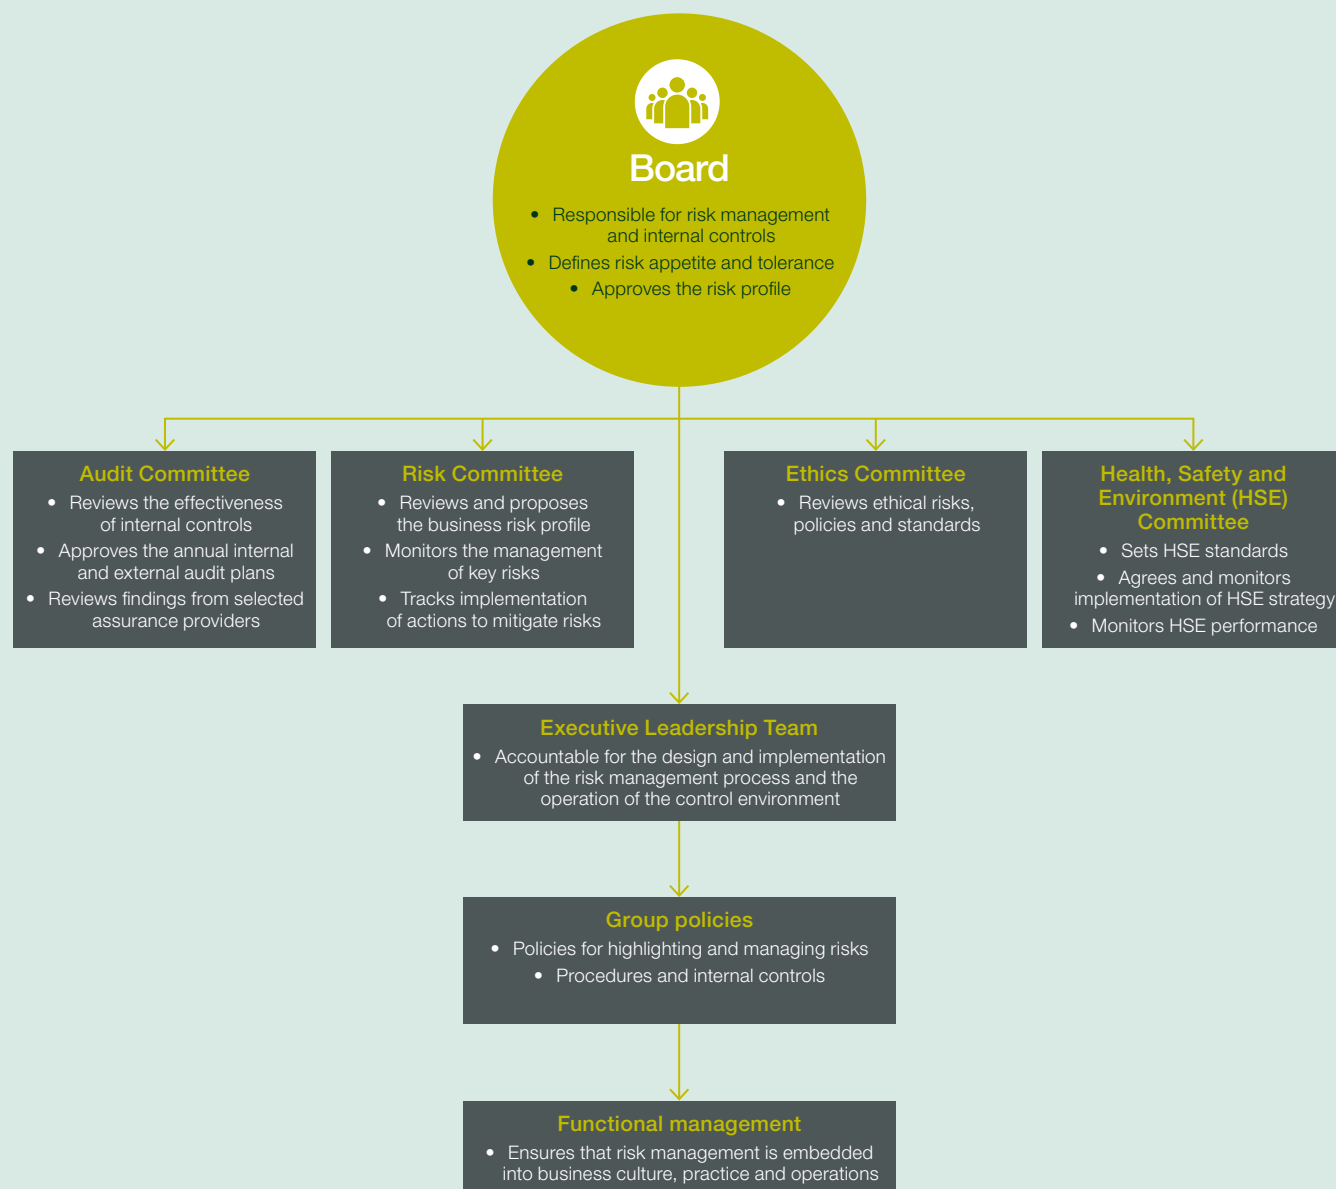 Board
• Responsible for risk management
and internal controls
• Defines risk appetite and tolerance
• Approves the risk profile
Audit Committee
• Reviews the effectiveness
of internal controls
• Approves the annual internal
and external audit plans
• Reviews findings from selected
assurance providers
Risk Committee
• Reviews and proposes
the business risk profile
• Monitors the management
of key risks
• Tracks implementation
of actions to mitigate risks
Ethics Committee
• Reviews ethical risks,
policies and standards
Health, Safety and
Environment (HSE)
Committee
• Sets HSE standards
• Agrees and monitors
implementation of HSE strategy
• Monitors HSE performance
Executive Leadership Team
• Accountable for the design and implementation
of the risk management process and the
operation of the control environment
Group policies
• Policies for highlighting and managing risks
• Procedures and internal controls
Functional management
• Ensures that risk management is embedded
into business culture, practice and operations